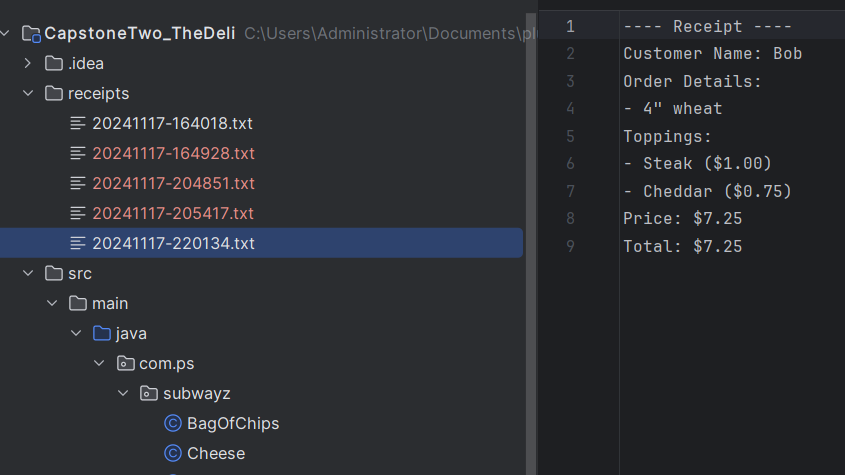 CapstoneTwo_TheDeli C:\Users\Administrator\Documents\
.idea
receipts
20241117-164018.txt
20241117-164928.txt
20241117-204851.txt
20241117-205417.txt
20241117-220134.txt
src
main
java
com.ps
subwayz
BagOfChips
Cheese
1 ---- Receipt ----
2 Customer Name: Bob
3 Order Details:
4 - 4" wheat
5 Toppings:
6 - Steak ($1.00)
7 - Cheddar ($0.75)
8 Price: $7.25
9 Total: $7.25